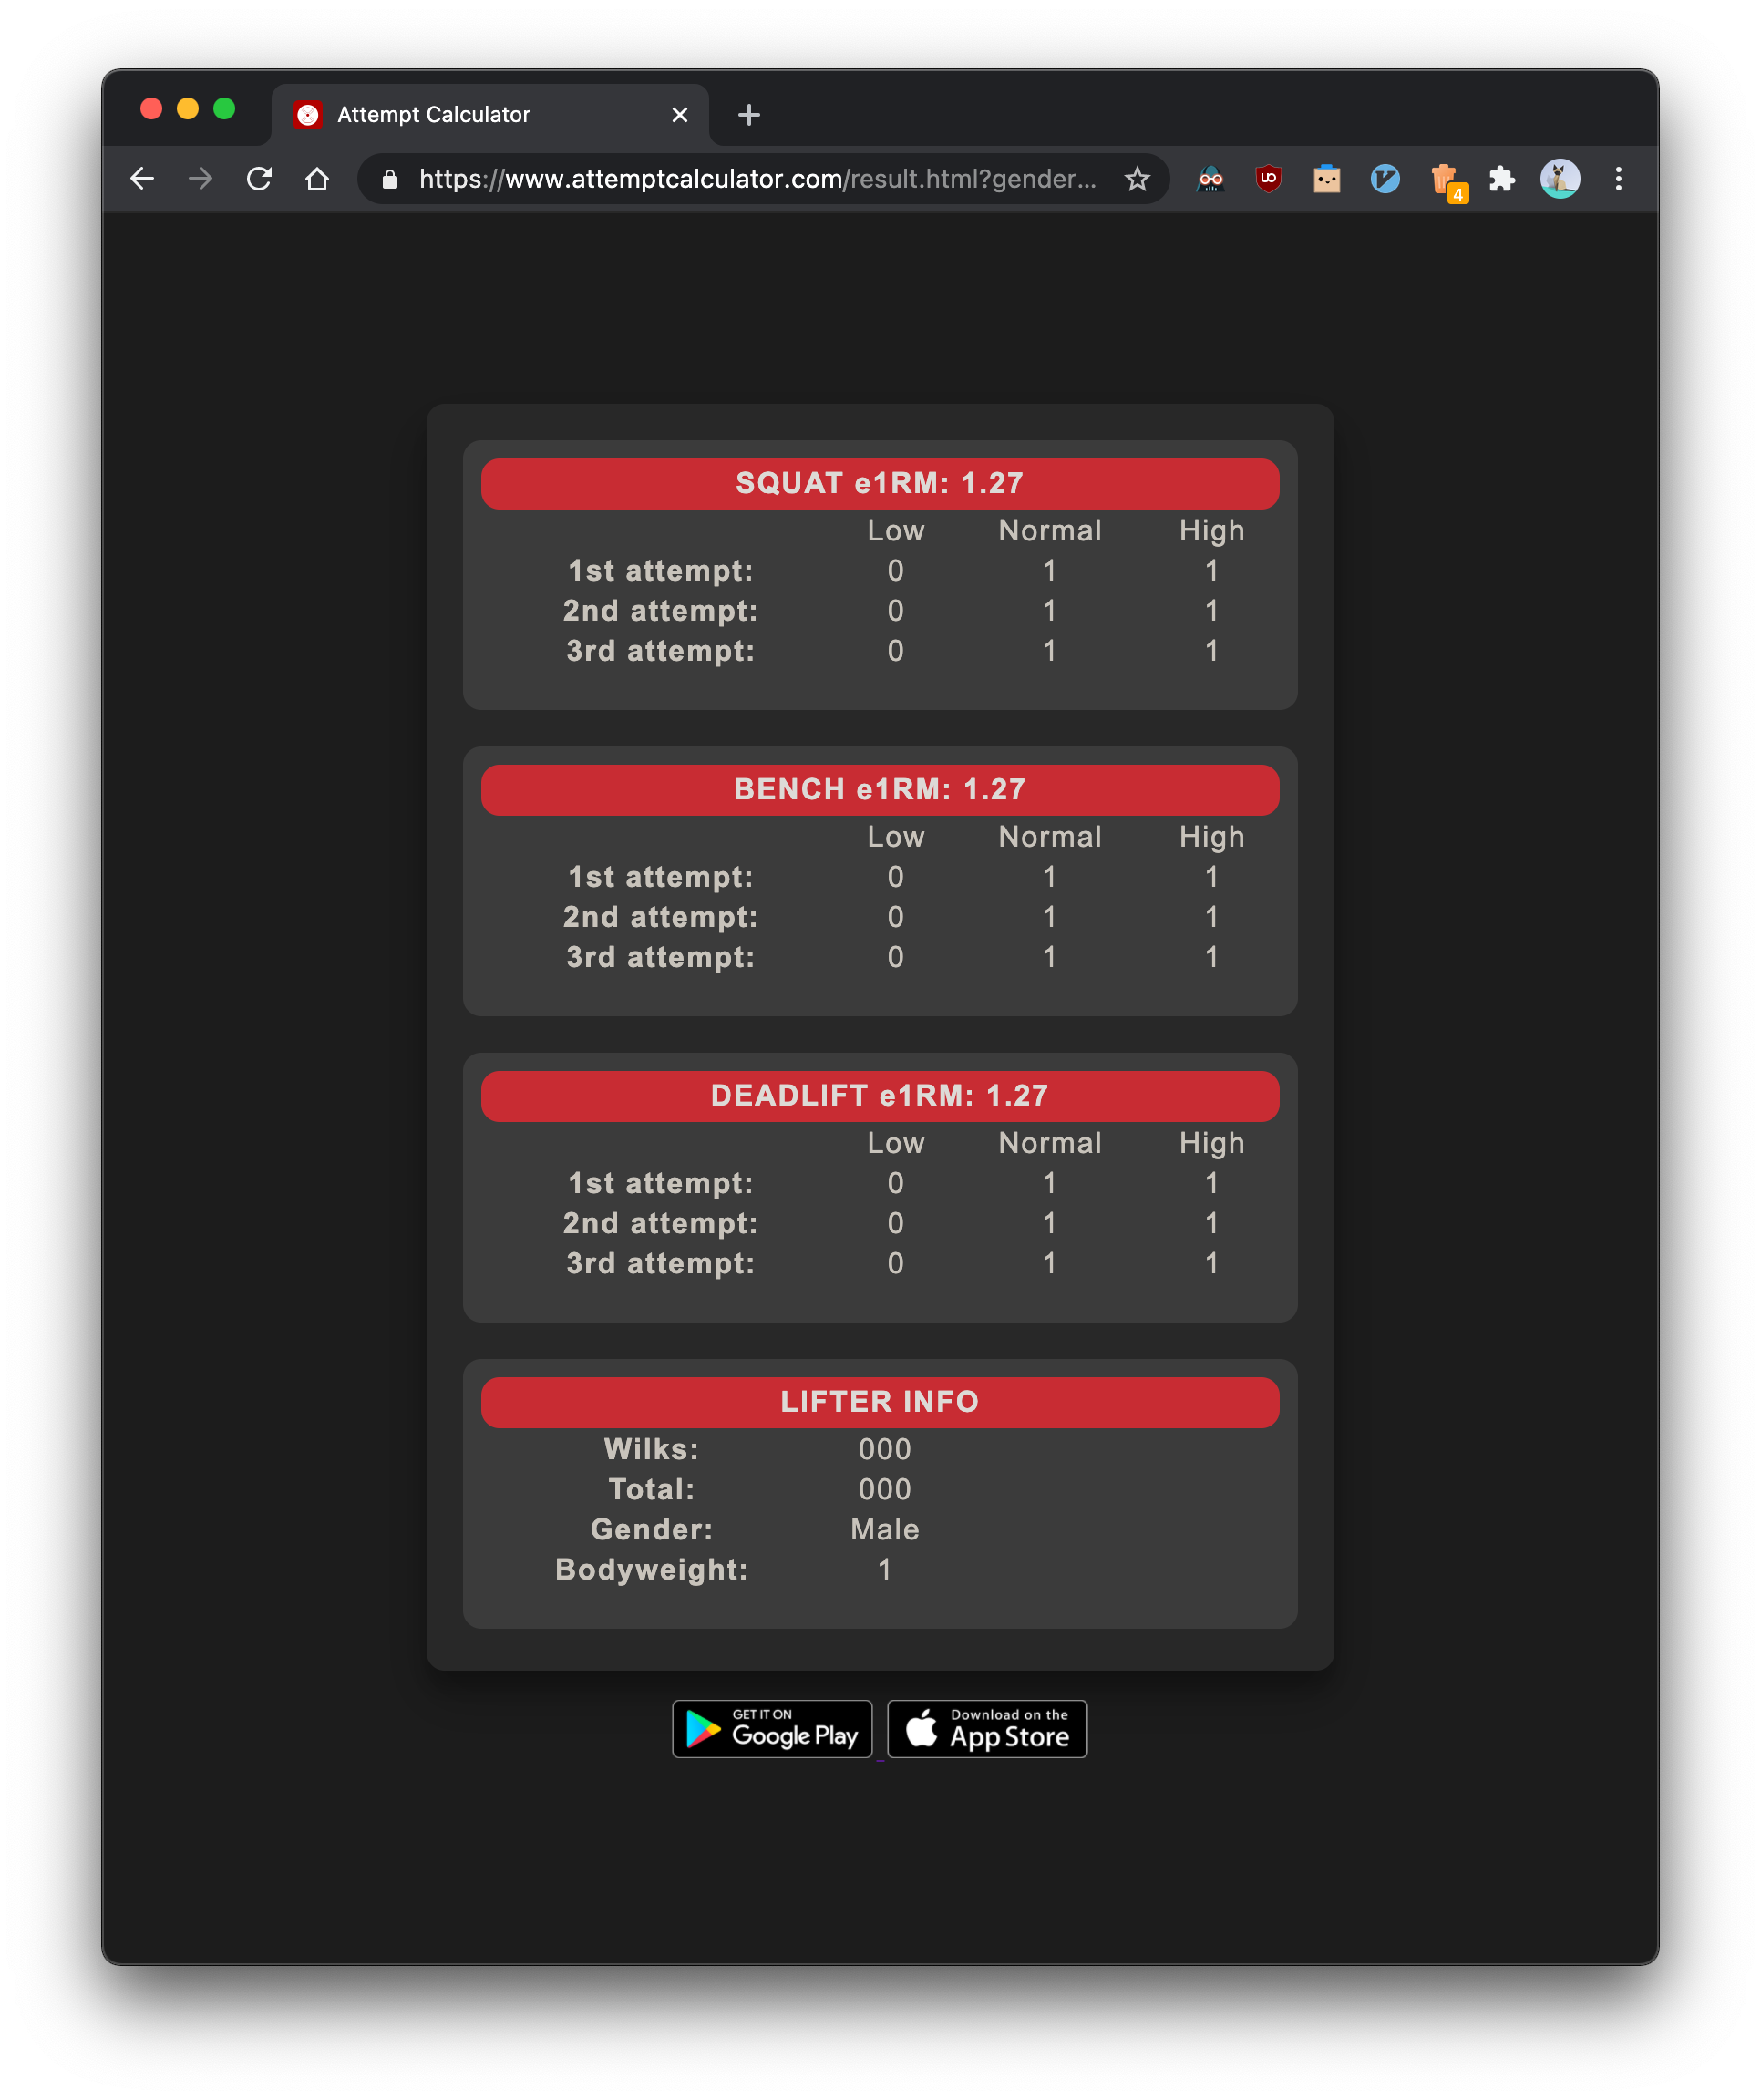 Attempt Calculator
https://www.attemptcalculator.com/result.html?gender...
4
SQUAT e1RM: 1.27
Low Normal High
1st attempt: 0 1 1
2nd attempt: 0 1 1
3rd attempt: 0 1 1
BENCH e1RM: 1.27
Low Normal High
1st attempt: 0 1 1
2nd attempt: 0 1 1
3rd attempt: 0 1 1
DEADLIFT e1RM: 1.27
Low Normal High
1st attempt: 0 1 1
2nd attempt: 0 1 1
3rd attempt: 0 1 1
LIFTER INFO
Wilks: 000
Total: 000
Gender: Male
Bodyweight: 1
GET IT ON Download on the
Google Play App Store